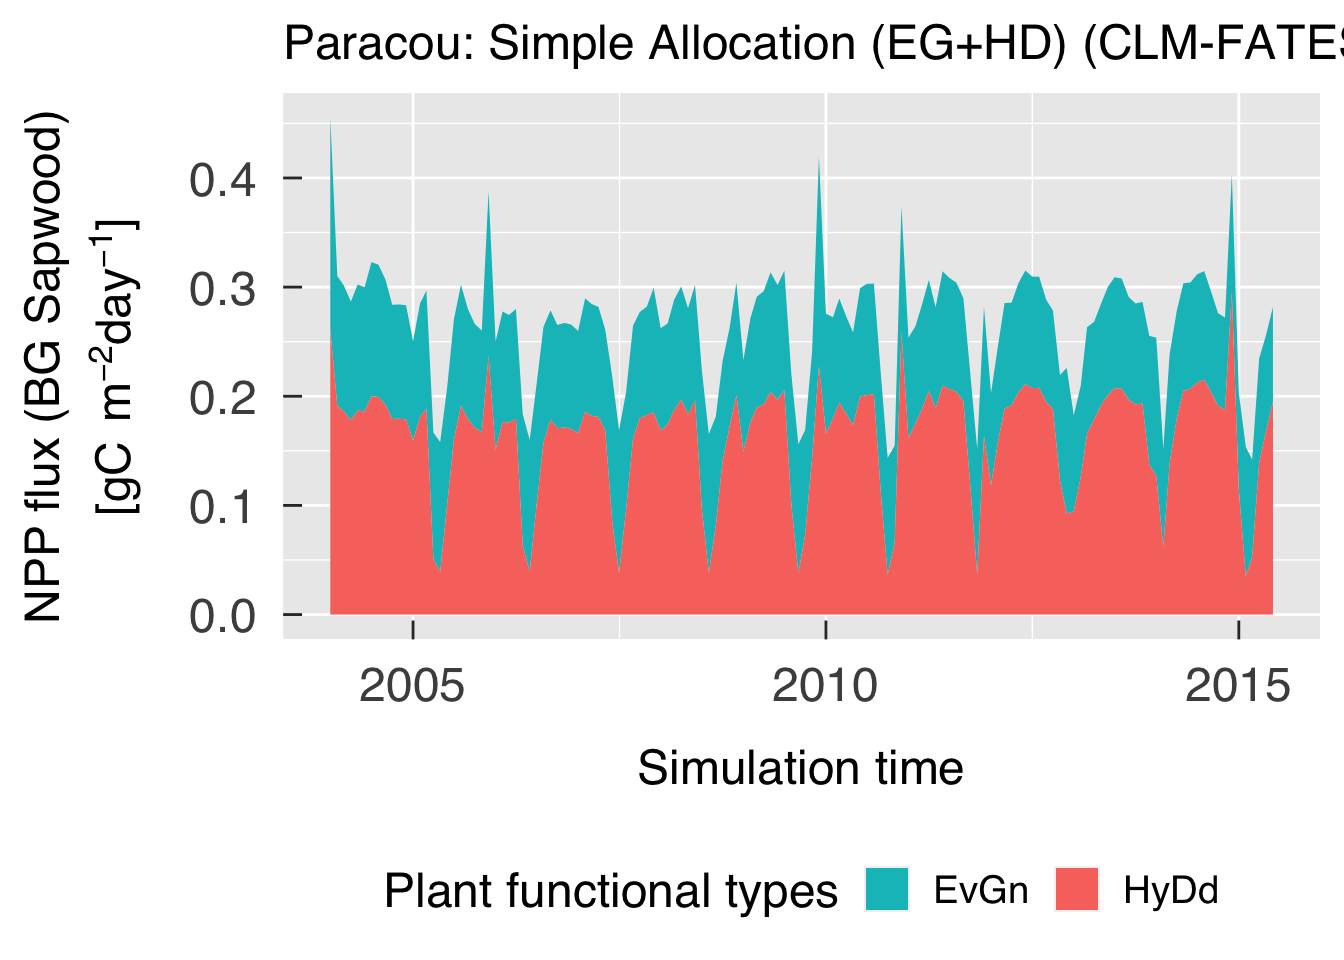 Paracou: Simple Allocation (EG+HD) (CLM-FATES
NPP flux (BG Sapwood)
[gC m⁻²day⁻¹]
0.4
0.3
0.2
0.1
0.0
2005 2010 2015
Simulation time
Plant functional types EvGn HyDd